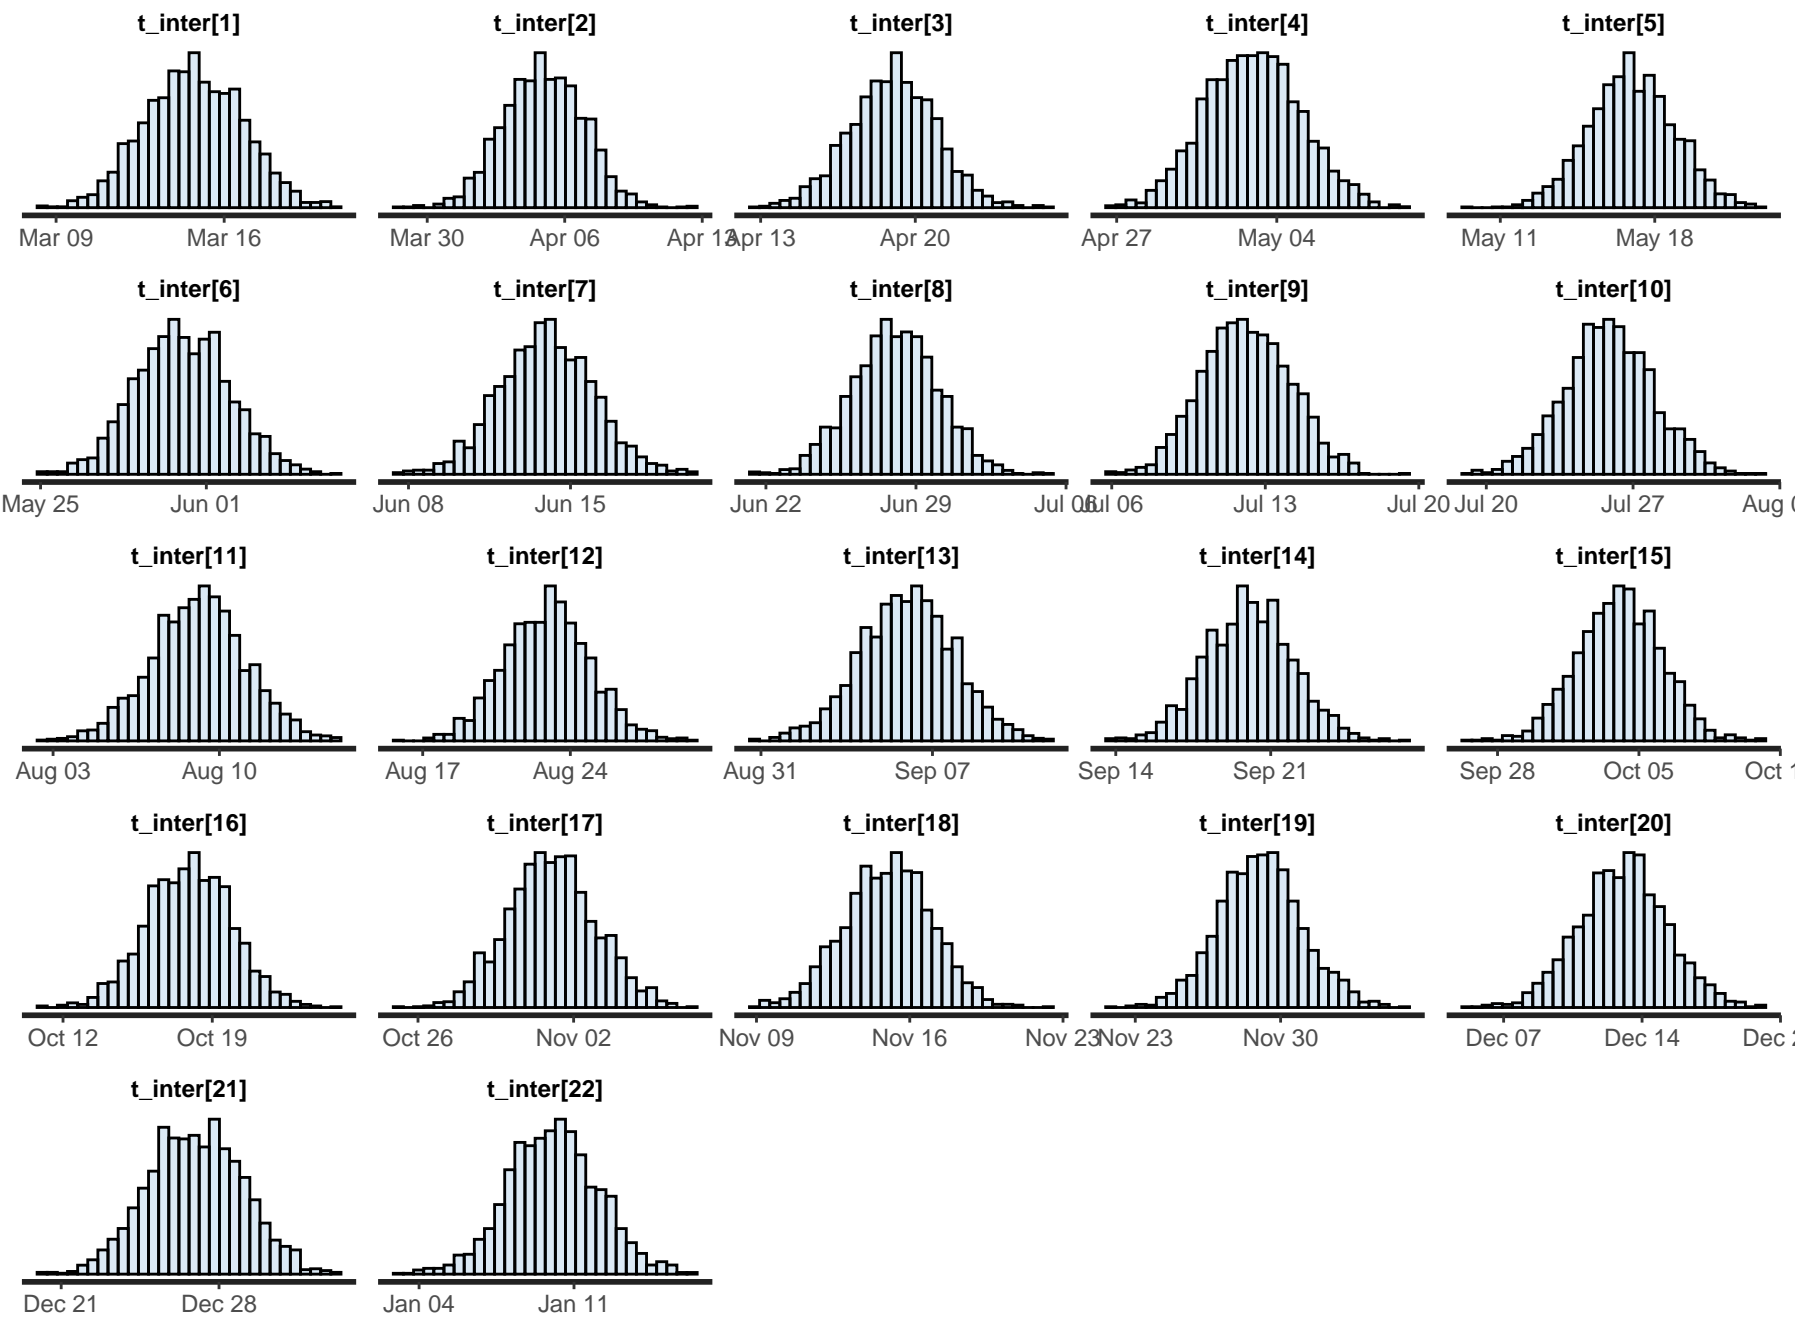 t_inter[1] t_inter[2] t_inter[3] t_inter[4] t_inter[5]
Mar 09 Mar 16 Mar 30 Apr 06 Apr 13 Apr 13 Apr 20 Apr 27 May 04 May 11 May 18
t_inter[6] t_inter[7] t_inter[8] t_inter[9] t_inter[10]
May 25 Jun 01 Jun 08 Jun 15 Jun 22 Jun 29 Jul 06 Jul 06 Jul 13 Jul 20 Jul 20 Jul 27 Aug
t_inter[11] t_inter[12] t_inter[13] t_inter[14] t_inter[15]
Aug 03 Aug 10 Aug 17 Aug 24 Aug 31 Sep 07 Sep 14 Sep 21 Sep 28 Oct 05 Oct
t_inter[16] t_inter[17] t_inter[18] t_inter[19] t_inter[20]
Oct 12 Oct 19 Oct 26 Nov 02 Nov 09 Nov 16 Nov 23 Nov 23 Nov 30 Dec 07 Dec 14 Dec
t_inter[21] t_inter[22]
Dec 21 Dec 28 Jan 04 Jan 11